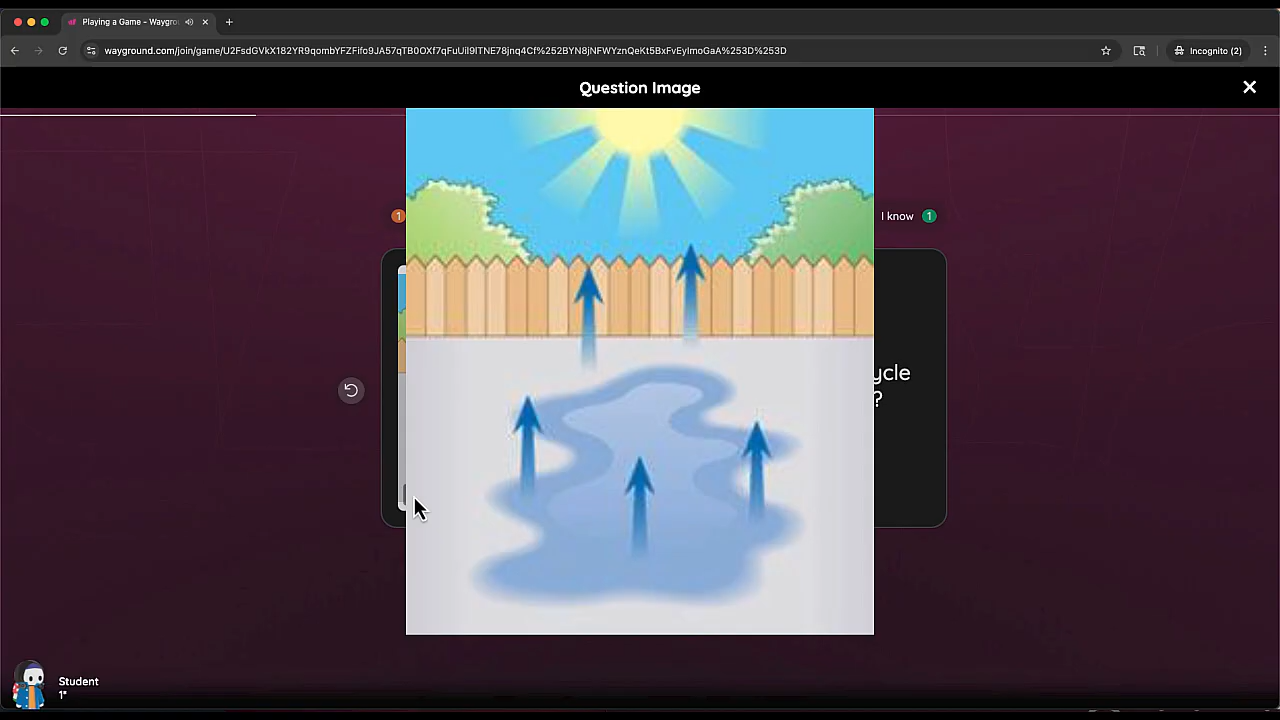 Playing a Game - Waygro
wayground.com/join/game/U2FsdGVkX182YR9qombYFZFifo9JA57qTB0OXf7qFuUil9lTNE78jnq4Cf%252BYN8jNFWYznQeKt5BxFvEyImoGaA%253D%253D
Incognito (2)
Question Image
1
I know 1
ycle
?
Student
1"